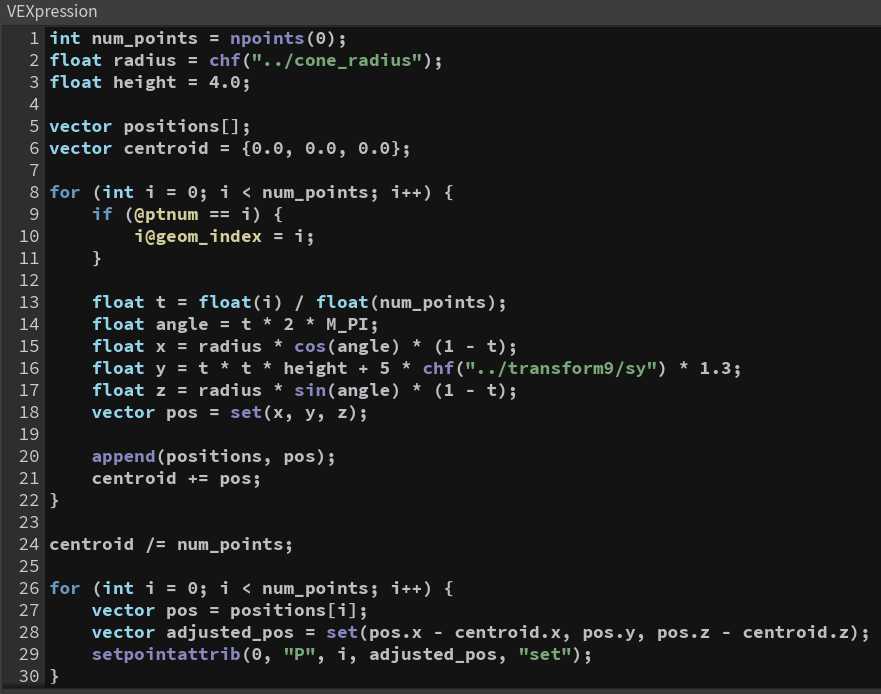 VEXpression
1 int num_points = npoints(0);
2 float radius = chf("../cone_radius");
3 float height = 4.0;
4
5 vector positions[];
6 vector centroid = {0.0, 0.0, 0.0};
7
8 for (int i = 0; i < num_points; i++) {
9     if (@ptnum == i) {
10         i@geom_index = i;
11     }
12
13     float t = float(i) / float(num_points);
14     float angle = t * 2 * M_PI;
15     float x = radius * cos(angle) * (1 - t);
16     float y = t * t * height + 5 * chf("../transform9/sy") * 1.3;
17     float z = radius * sin(angle) * (1 - t);
18     vector pos = set(x, y, z);
19
20     append(positions, pos);
21     centroid += pos;
22 }
23
24 centroid /= num_points;
25
26 for (int i = 0; i < num_points; i++) {
27     vector pos = positions[i];
28     vector adjusted_pos = set(pos.x - centroid.x, pos.y, pos.z - centroid.z);
29     setpointattrib(0, "P", i, adjusted_pos, "set");
30 }